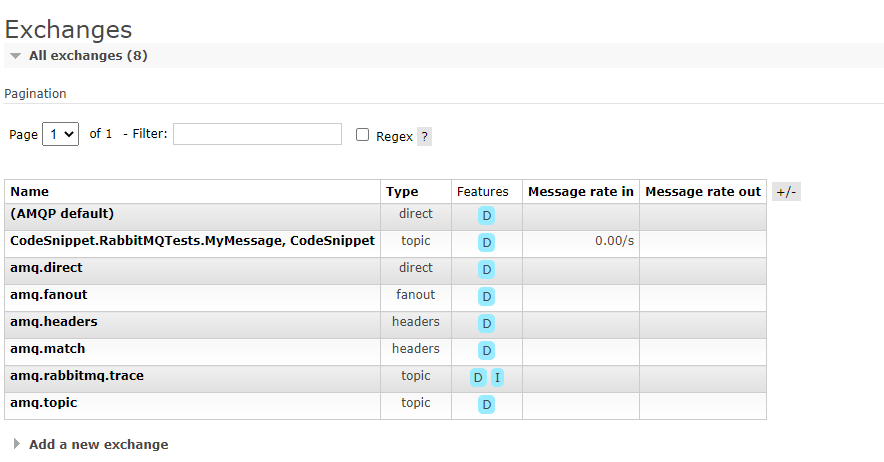 Exchanges
All exchanges (8)
Pagination
Page 1 of 1 - Filter: Regex ?
Name Type Features Message rate in Message rate out +/-
(AMQP default) direct D
CodeSnippet.RabbitMQTests.MyMessage, CodeSnippet topic D 0.00/s
amq.direct direct D
amq.fanout fanout D
amq.headers headers D
amq.match headers D
amq.rabbitmq.trace topic D I
amq.topic topic D
Add a new exchange